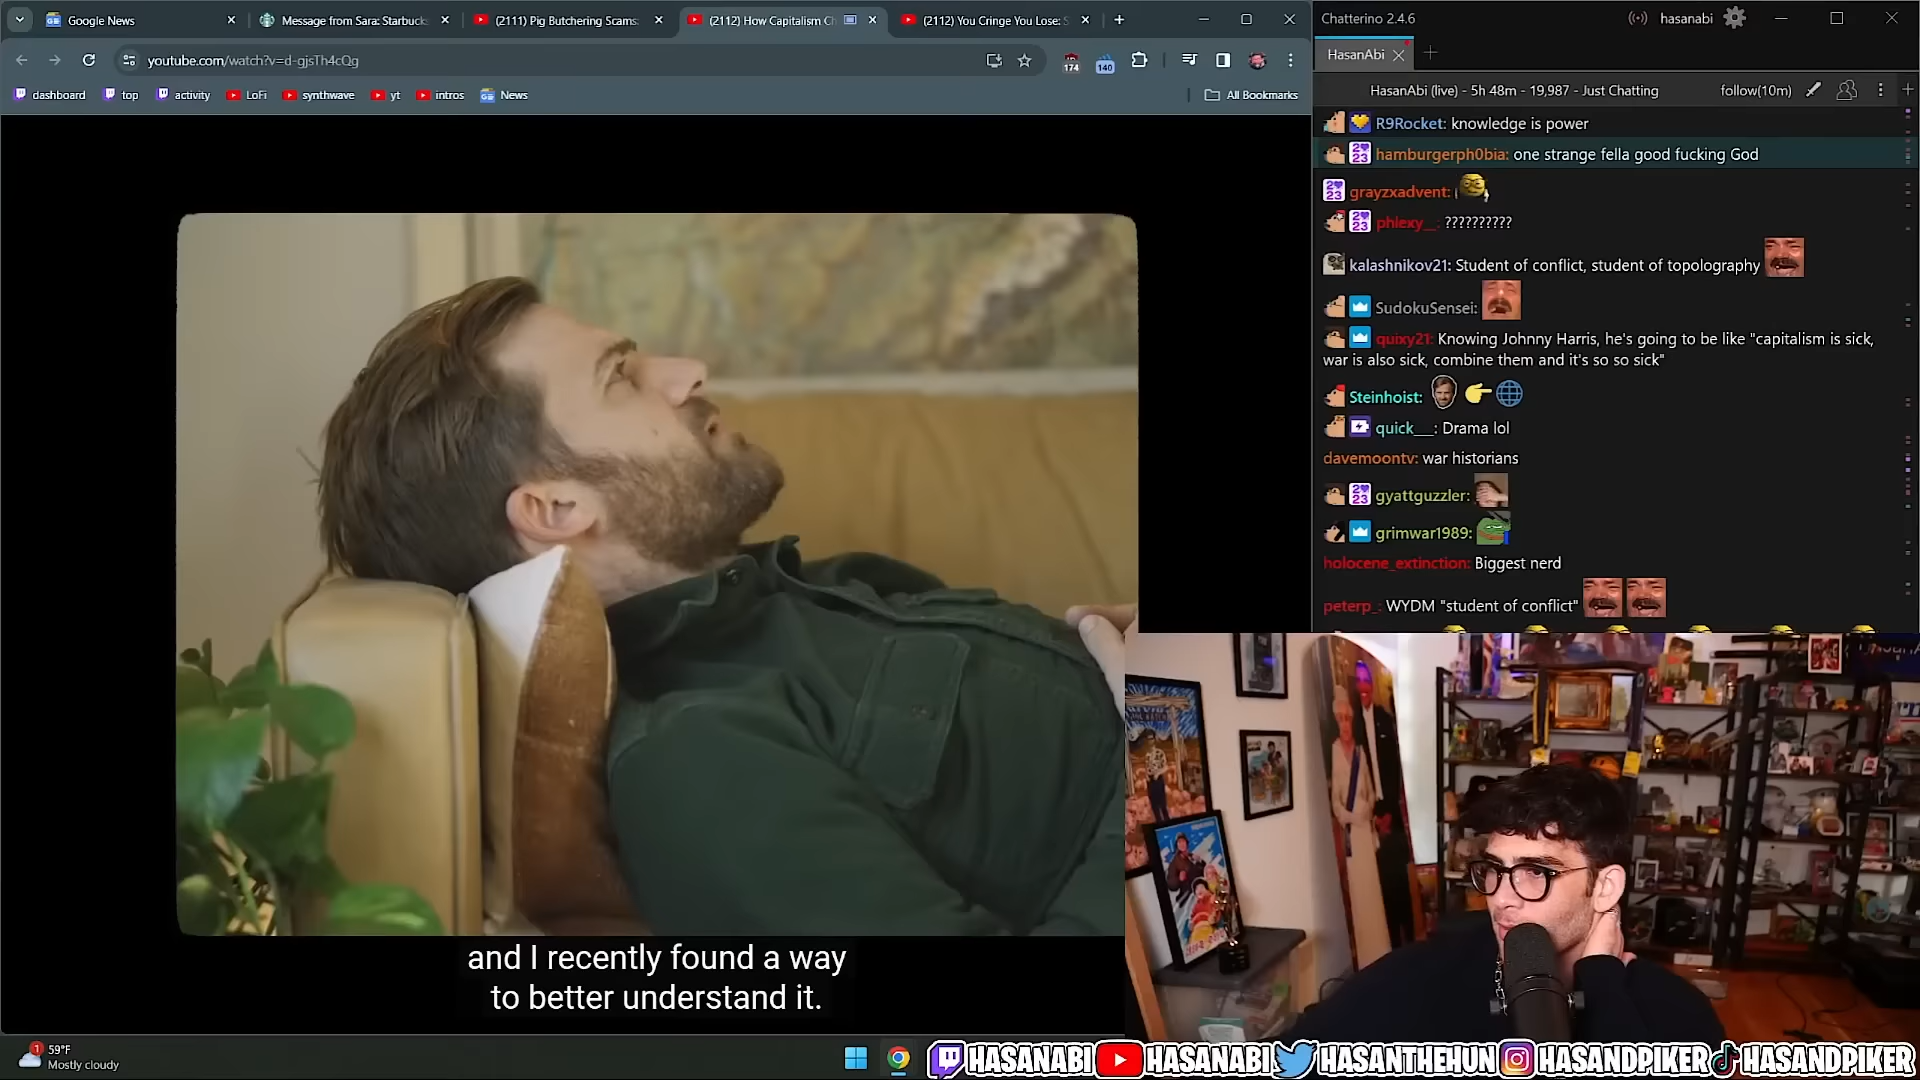 Google News
Message from Sara: Starbucks
(2111) Pig Butchering Scams:
(2112) How Capitalism Ch
(2112) You Cringe You Lose: S
youtube.com/watch?v=d-gjsTh4cQg
174
140
dashboard
top
activity
LoFi
synthwave
yt
intros
News
All Bookmarks
Chatterino 2.4.6
hasanabi
HasanAbi
HasanAbi (live) - 5h 48m - 19,987 - Just Chatting
follow(10m)
R9Rocket: knowledge is power
hamburgerph0bia: one strange fella good fucking God
grayzxadvent:
phlexy__: ??????????
kalashnikov21: Student of conflict, student of topolography
SudokuSensei:
quixy21: Knowing Johnny Harris, he's going to be like "capitalism is sick,
war is also sick, combine them and it's so so sick"
Steinhoist:
quick___: Drama lol
davemoontv: war historians
gyattguzzler:
grimwar1989:
holocene_extinction: Biggest nerd
peterp_: WYDM "student of conflict"
and I recently found a way
to better understand it.
1
59°F
Mostly cloudy
HASANABI
HASANABI
HASANTHEHUN
HASANDPIKER
HASANDPIKER